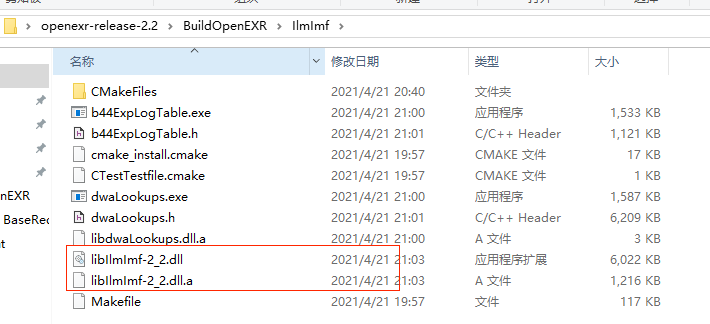 openexr-release-2.2 > BuildOpenEXR > IlmImf >
名称 修改日期 类型 大小
CMakeFiles 2021/4/21 20:40 文件夹
b44ExpLogTable.exe 2021/4/21 21:00 应用程序 1,533 KB
b44ExpLogTable.h 2021/4/21 21:01 C/C++ Header 1,121 KB
cmake_install.cmake 2021/4/21 19:57 CMAKE 文件 17 KB
CTestTestfile.cmake 2021/4/21 19:57 CMAKE 文件 1 KB
dwaLookups.exe 2021/4/21 21:00 应用程序 1,587 KB
nEXR
dwaLookups.h 2021/4/21 21:01 C/C++ Header 6,209 KB
BaseRec
libdwaLookups.dll.a 2021/4/21 21:00 A 文件 3 KB
libIlmImf-2_2.dll 2021/4/21 21:03 应用程序扩展 6,022 KB
libIlmImf-2_2.dll.a 2021/4/21 21:03 A 文件 1,216 KB
Makefile 2021/4/21 19:57 文件 117 KB